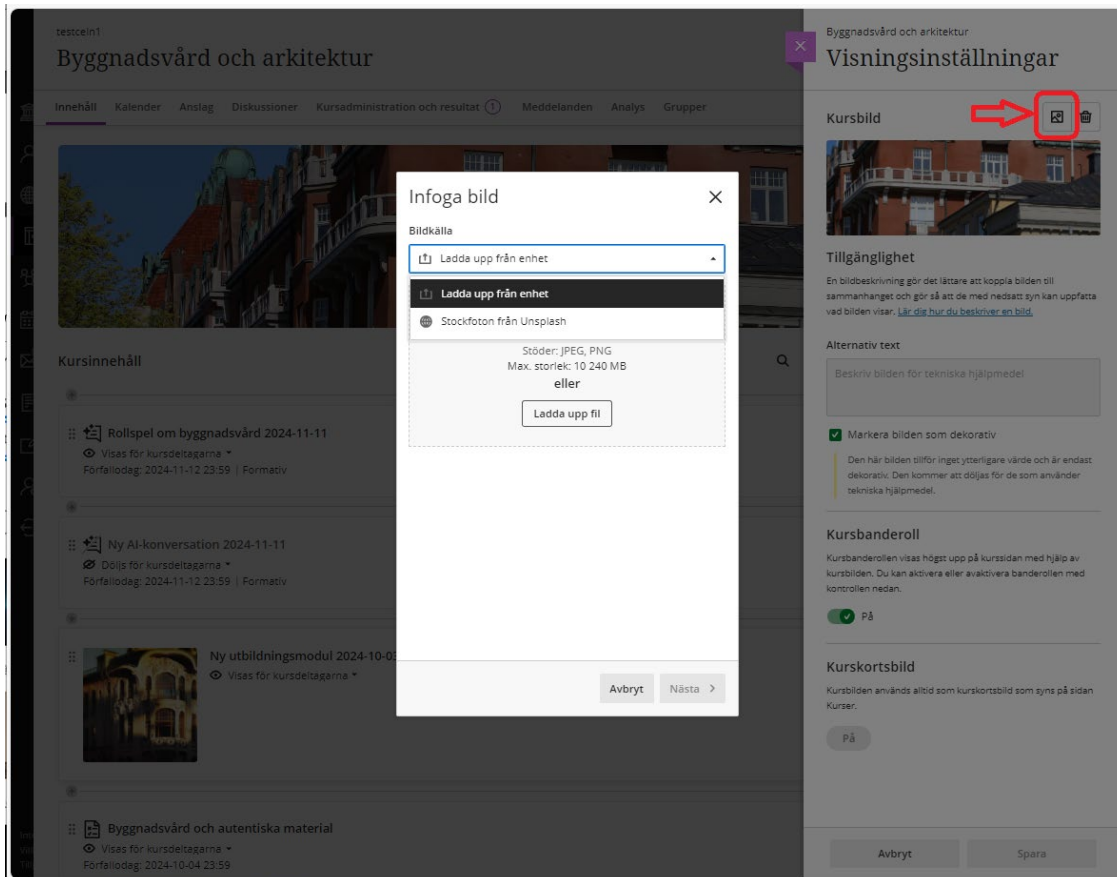 testceln1
Byggnadsvård och arkitektur
Innehåll Kalender Anslag Diskussioner Kursadministration och resultat 1 Meddelanden Analys Grupper
Kursinnehåll
Rollspel om byggnadsvård 2024-11-11
Visas för kursdeltagarna
Förfallodag: 2024-11-12 23:59 | Formativ
Ny AI-konversation 2024-11-11
Döljs för kursdeltagarna
Förfallodag: 2024-11-12 23:59 | Formativ
Ny utbildningsmodul 2024-10-03
Visas för kursdeltagarna
Byggnadsvård och autentiska material
Visas för kursdeltagarna
Förfallodag: 2024-10-04 23:59
Infoga bild
Bildkälla
Ladda upp från enhet
Ladda upp från enhet
Stockfoton från Unsplash
Stöder: JPEG, PNG
Max. storlek: 10 240 MB
eller
Ladda upp fil
Avbryt Nästa
Byggnadsvård och arkitektur
Visningsinställningar
Kursbild
Tillgänglighet
En bildbeskrivning gör det lättare att koppla bilden till
sammanhanget och gör så att de med nedsatt syn kan uppfatta
vad bilden visar. Lär dig hur du beskriver en bild.
Alternativ text
Beskriv bilden för tekniska hjälpmedel
Markera bilden som dekorativ
Den här bilden tillför inget ytterligare värde och är endast
dekorativ. Den kommer att döljas för de som använder
tekniska hjälpmedel.
Kursbanderoll
Kursbanderollen visas högst upp på kurssidan med hjälp av
kursbilden. Du kan aktivera eller avaktivera banderollen med
kontrollen nedan.
På
Kurskortsbild
Kursbilden används alltid som kurskortsbild som syns på sidan
Kurser.
På
Avbryt Spara